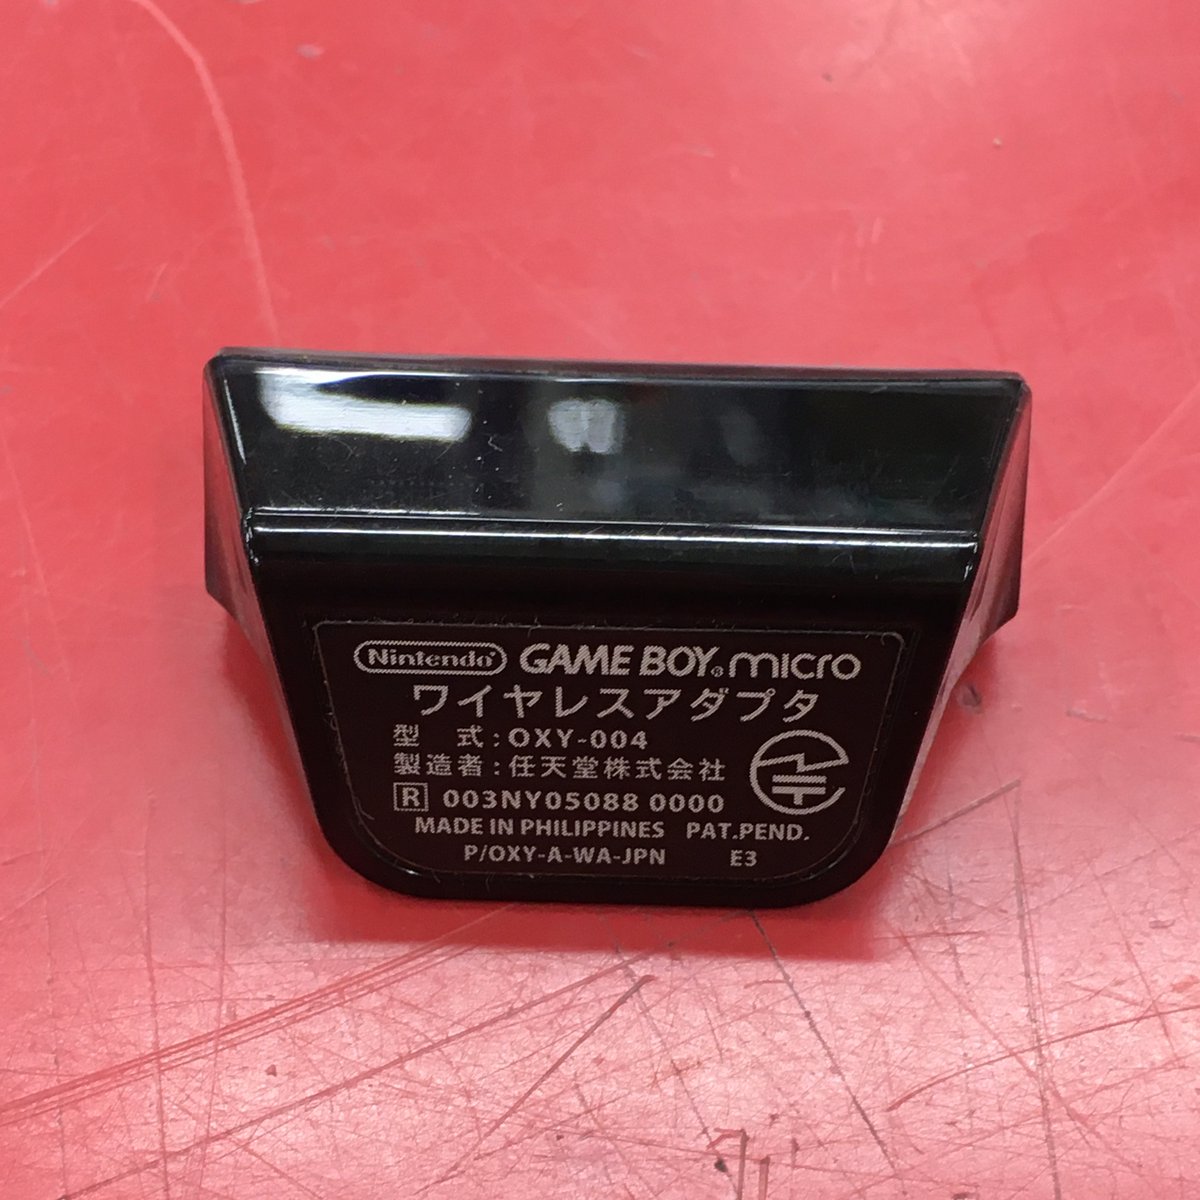 Nintendo® GAME BOY® micro
ワイヤレスアダプタ
型　式：OXY-004
製造者：任天堂株式会社
R 003NY05088 0000
MADE IN PHILIPPINES PAT.PEND.
P/OXY-A-WA-JPN E3